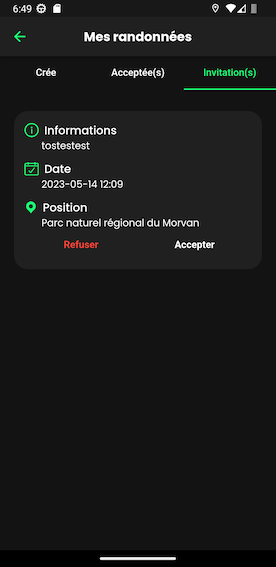 6:49
Mes randonnées
Crée Acceptée(s) Invitation(s)
Informations
tostestest
Date
2023-05-14 12:09
Position
Parc naturel régional du Morvan
Refuser Accepter